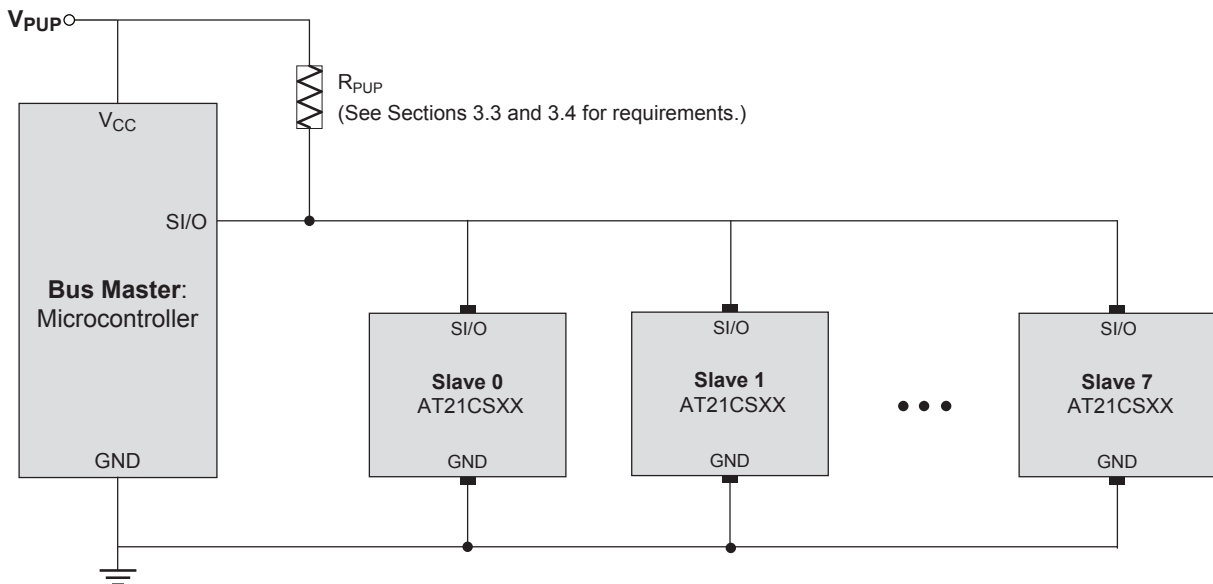 VPUP
RPUP
(See Sections 3.3 and 3.4 for requirements.)
VCC
SI/O
Bus Master:
Microcontroller
GND
SI/O
Slave 0
AT21CSXX
GND
SI/O
Slave 1
AT21CSXX
GND
SI/O
Slave 7
AT21CSXX
GND